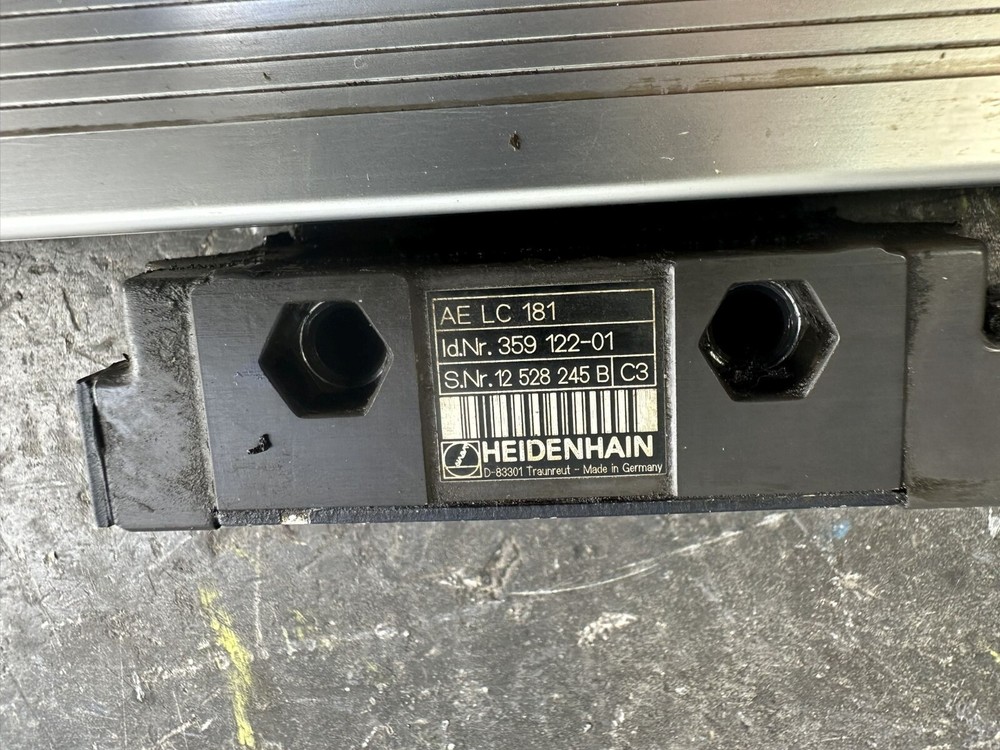 AE LC 181
Id.Nr. 359 122-01
S.Nr. 12 528 245 B C3
HEIDENHAIN
D-83301 Traunreut - Made in Germany